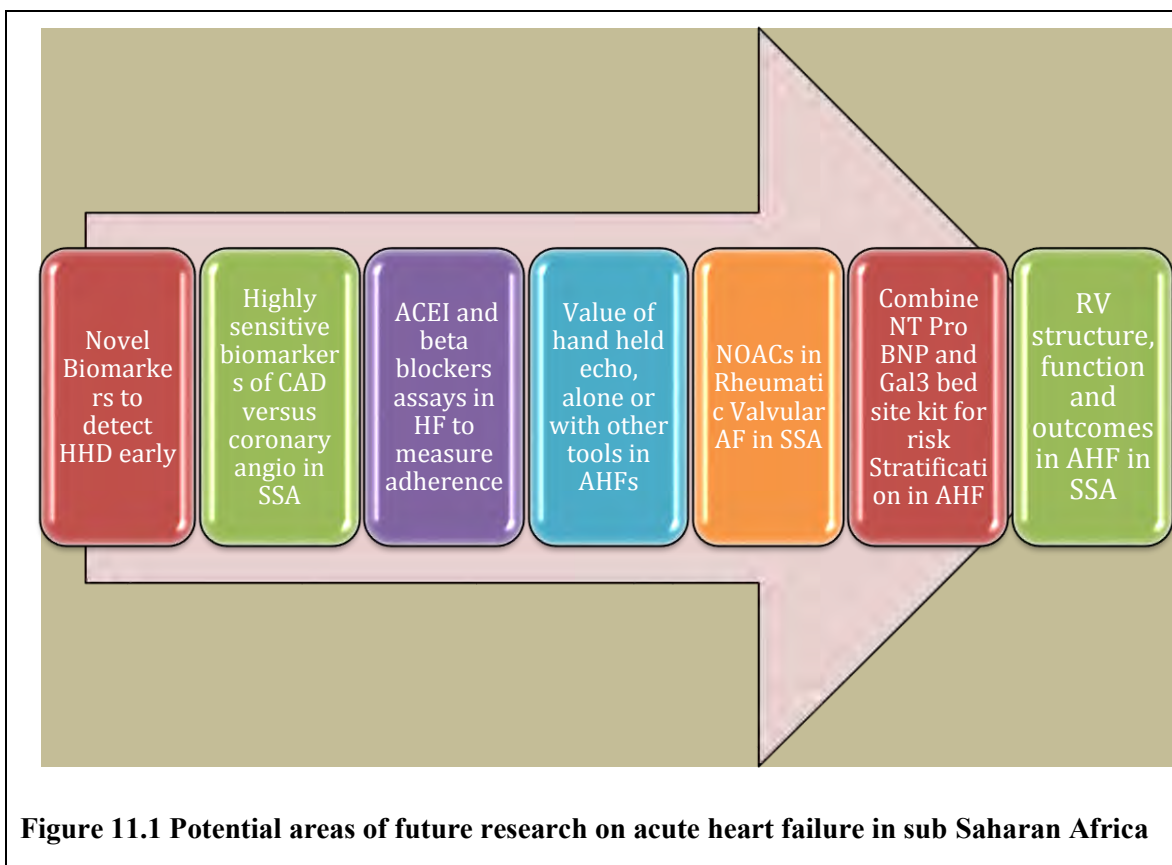 Novel
Biomarke
rs to
detect
HHD early
Highly
sensitive
biomarker
s of CAD
versus
coronary
angio in
SSA
ACEI and
beta
blockers
assays in
HF to
measure
adherence
Value of
hand held
echo,
alone or
with other
tools in
AHFs
NOACs in
Rheumati
c Valvular
AF in SSA
Combine
NT Pro
BNP and
Gal3 bed
site kit for
risk
Stratificati
on in AHF
RV
structure,
function
and
outcomes
in AHF in
SSA
Figure 11.1 Potential areas of future research on acute heart failure in sub Saharan Africa